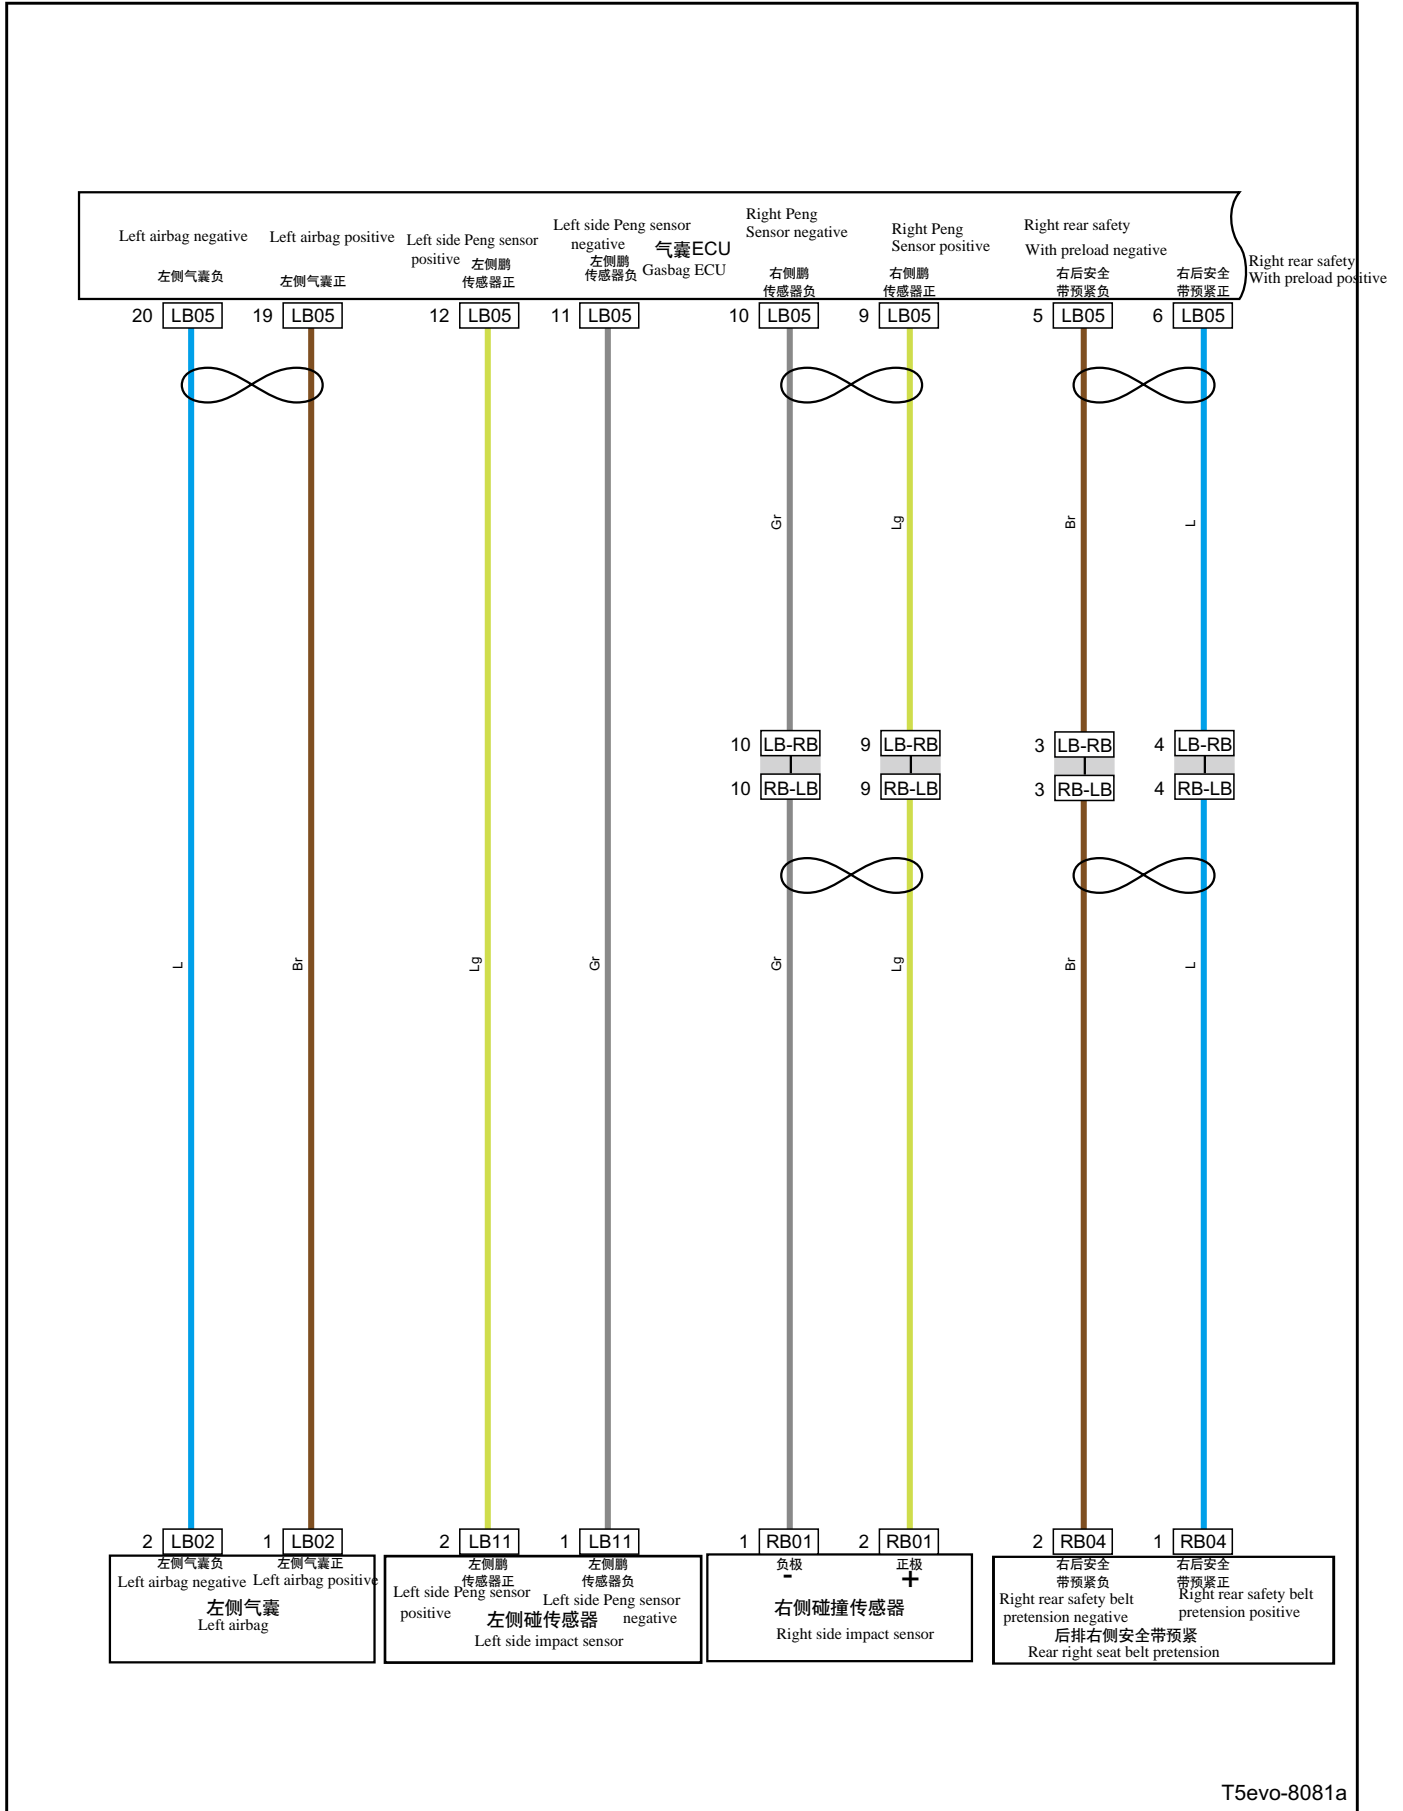 Left airbag negative
左侧气囊负
Left airbag positive
左侧气囊正
Left side Peng sensor
positive
左侧鹏
传感器正
Left side Peng sensor
negative
左侧鹏
传感器负
气囊ECU
Gasbag ECU
Right Peng
Sensor negative
右侧鹏
传感器负
Right Peng
Sensor positive
右侧鹏
传感器正
Right rear safety
With preload negative
右后安全
带预紧负
右后安全
带预紧正
Right rear safety
With preload positive
20 LB05
19 LB05
12 LB05
11 LB05
10 LB05
9 LB05
5 LB05
6 LB05
Gr
Lg
Br
L
10 LB-RB
9 LB-RB
3 LB-RB
4 LB-RB
10 RB-LB
9 RB-LB
3 RB-LB
4 RB-LB
L
Br
Lg
Gr
Gr
Lg
Br
L
2 LB02
1 LB02
2 LB11
1 LB11
1 RB01
2 RB01
2 RB04
1 RB04
左侧气囊负
Left airbag negative
左侧气囊正
Left airbag positive
左侧气囊
Left airbag
左侧鹏
传感器正
Left side Peng sensor
positive
左侧鹏
传感器负
Left side Peng sensor
negative
左侧碰传感器
Left side impact sensor
负极
-
正极
+
右侧碰撞传感器
Right side impact sensor
右后安全
带预紧负
Right rear safety belt
pretension negative
右后安全
带预紧正
Right rear safety belt
pretension positive
后排右侧安全带预紧
Rear right seat belt pretension
T5evo-8081a